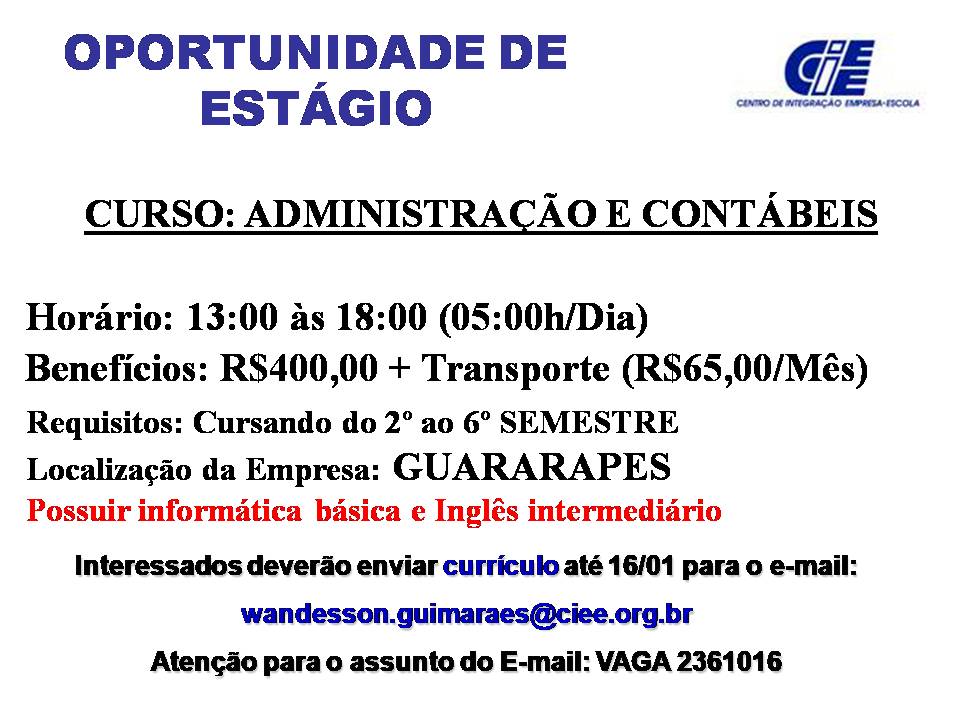 OPORTUNIDADE DE
ESTÁGIO
CIEE
CENTRO DE INTEGRAÇÃO EMPRESA-ESCOLA
CURSO: ADMINISTRAÇÃO E CONTÁBEIS
Horário: 13:00 às 18:00 (05:00h/Dia)
Benefícios: R$400,00 + Transporte (R$65,00/Mês)
Requisitos: Cursando do 2º ao 6º SEMESTRE
Localização da Empresa: GUARARAPES
Possuir informática básica e Inglês intermediário
Interessados deverão enviar currículo até 16/01 para o e-mail:
wandesson.guimaraes@ciee.org.br
Atenção para o assunto do E-mail: VAGA 2361016